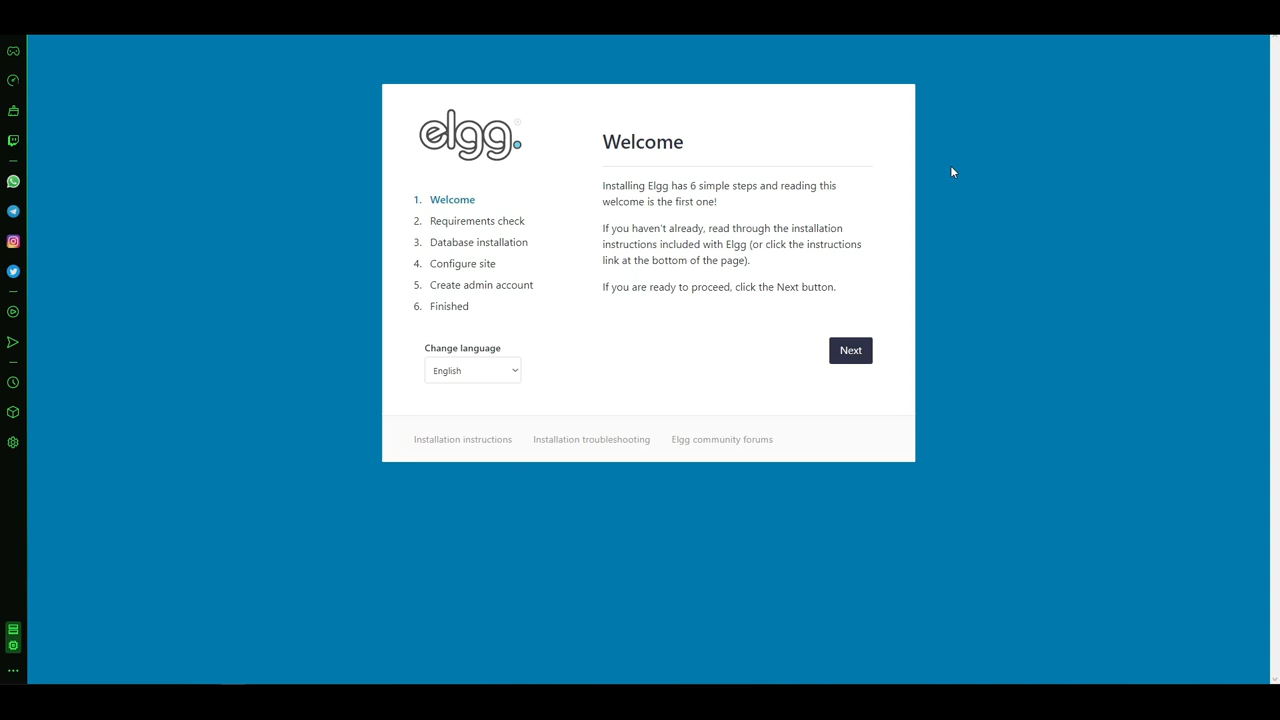 elgg.
Welcome
Installing Elgg has 6 simple steps and reading this
welcome is the first one!
If you haven't already, read through the installation
instructions included with Elgg (or click the instructions
link at the bottom of the page).
If you are ready to proceed, click the Next button.
1. Welcome
2. Requirements check
3. Database installation
4. Configure site
5. Create admin account
6. Finished
Change language
English
Next
Installation instructions
Installation troubleshooting
Elgg community forums